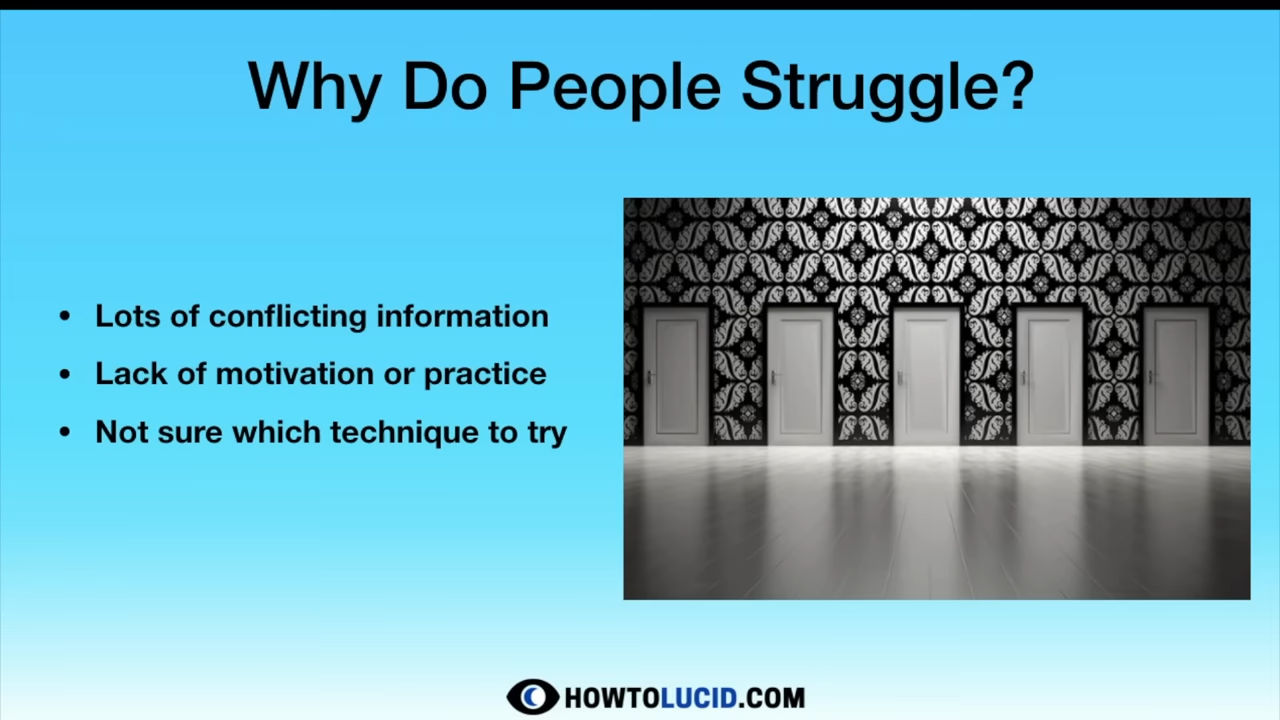 Why Do People Struggle?
• Lots of conflicting information
• Lack of motivation or practice
• Not sure which technique to try
HOWTOLUCID.COM